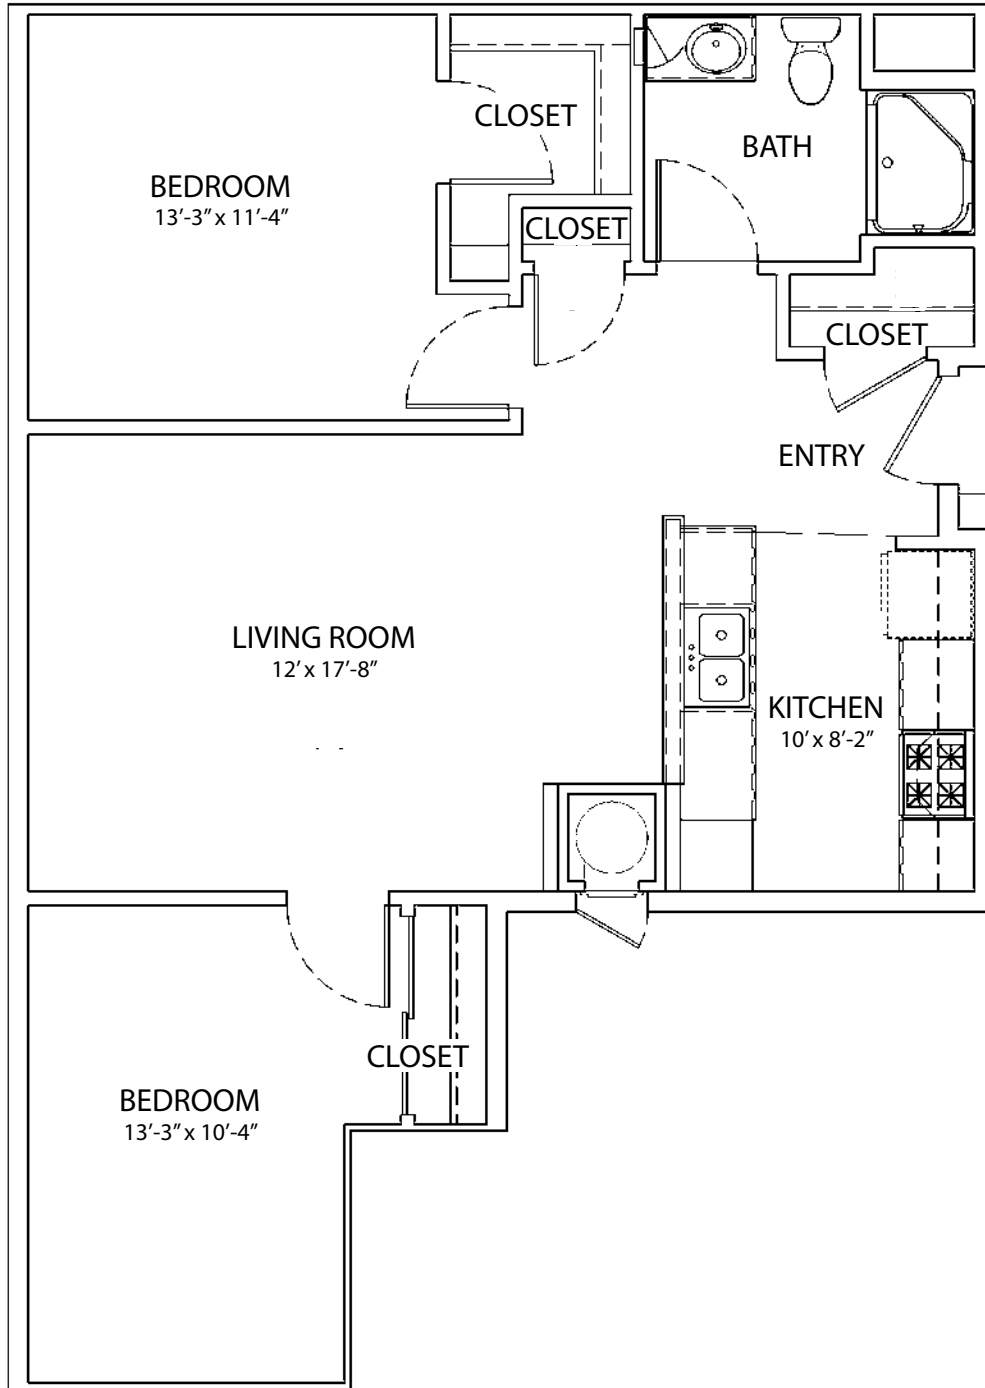 CLOSET
BATH
BEDROOM
13’-3” x 11’-4”
CLOSET
CLOSET
ENTRY
LIVING ROOM
12’ x 17’-8”
KITCHEN
10’ x 8’-2”
CLOSET
BEDROOM
13’-3” x 10’-4”